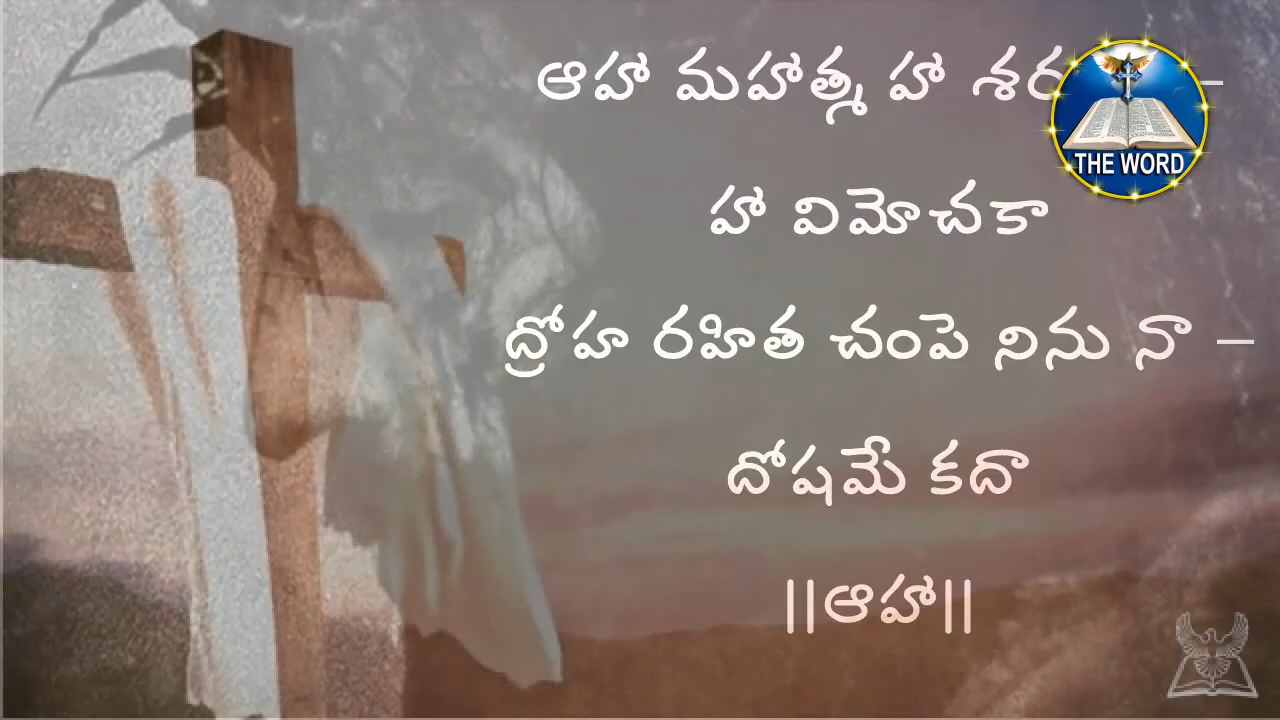 ఆహా మహాత్మ హా –
THE WORD
హా విమోచకా
ద్రోహ రహిత చంపె నిను నా –
దోషమే కదా
||ఆహా||